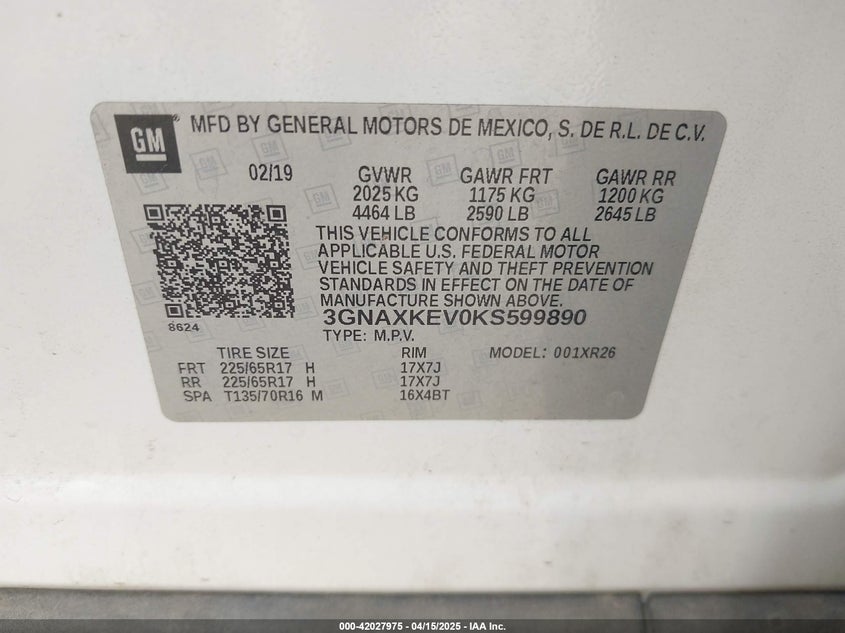 GM
MFD BY GENERAL MOTORS DE MEXICO, S. DE R.L. DE C.V.
02/19 GVWR GAWR FRT GAWR RR
2025 KG 1175 KG 1200 KG
4464 LB 2590 LB 2645 LB
THIS VEHICLE CONFORMS TO ALL
APPLICABLE U.S. FEDERAL MOTOR
VEHICLE SAFETY AND THEFT PREVENTION
STANDARDS IN EFFECT ON THE DATE OF
MANUFACTURE SHOWN ABOVE.
8624
3GNAXKEV0KS599890
TYPE: M.P.V.
TIRE SIZE RIM MODEL: 001XR26
FRT 225/65R17 H 17X7J
RR 225/65R17 H 17X7J
SPA T135/70R16 M 16X4BT
000-42027975 - 04/15/2025 - IAA Inc.